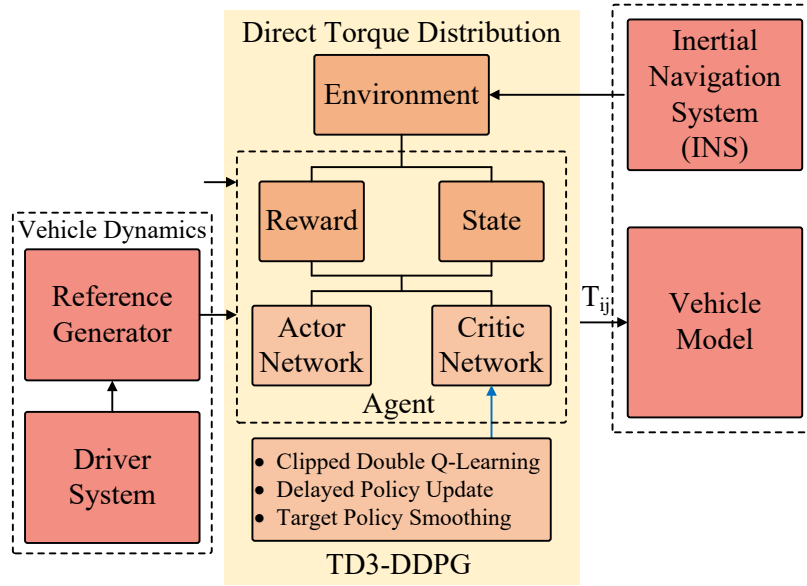 Direct Torque Distribution
Environment
Inertial
Navigation
System
(INS)
Reward
State
Vehicle Dynamics
Reference
Generator
Driver
System
Actor
Network
Critic
Network
Agent
T_ij
Vehicle
Model
• Clipped Double Q-Learning
• Delayed Policy Update
• Target Policy Smoothing
TD3-DDPG